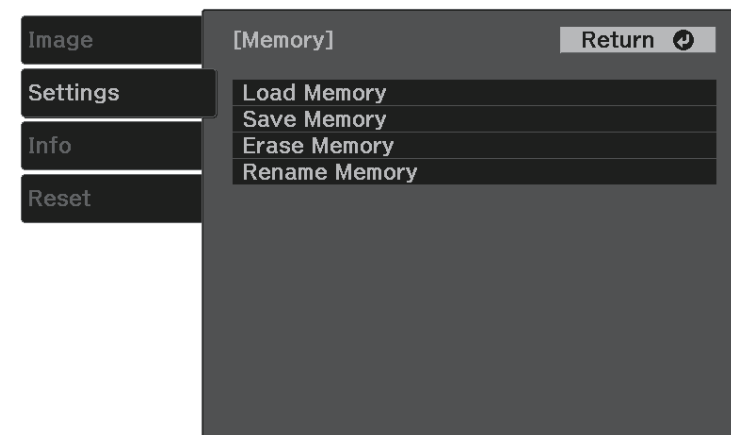 Image
Settings
Info
Reset
[Memory]
Return
Load Memory
Save Memory
Erase Memory
Rename Memory